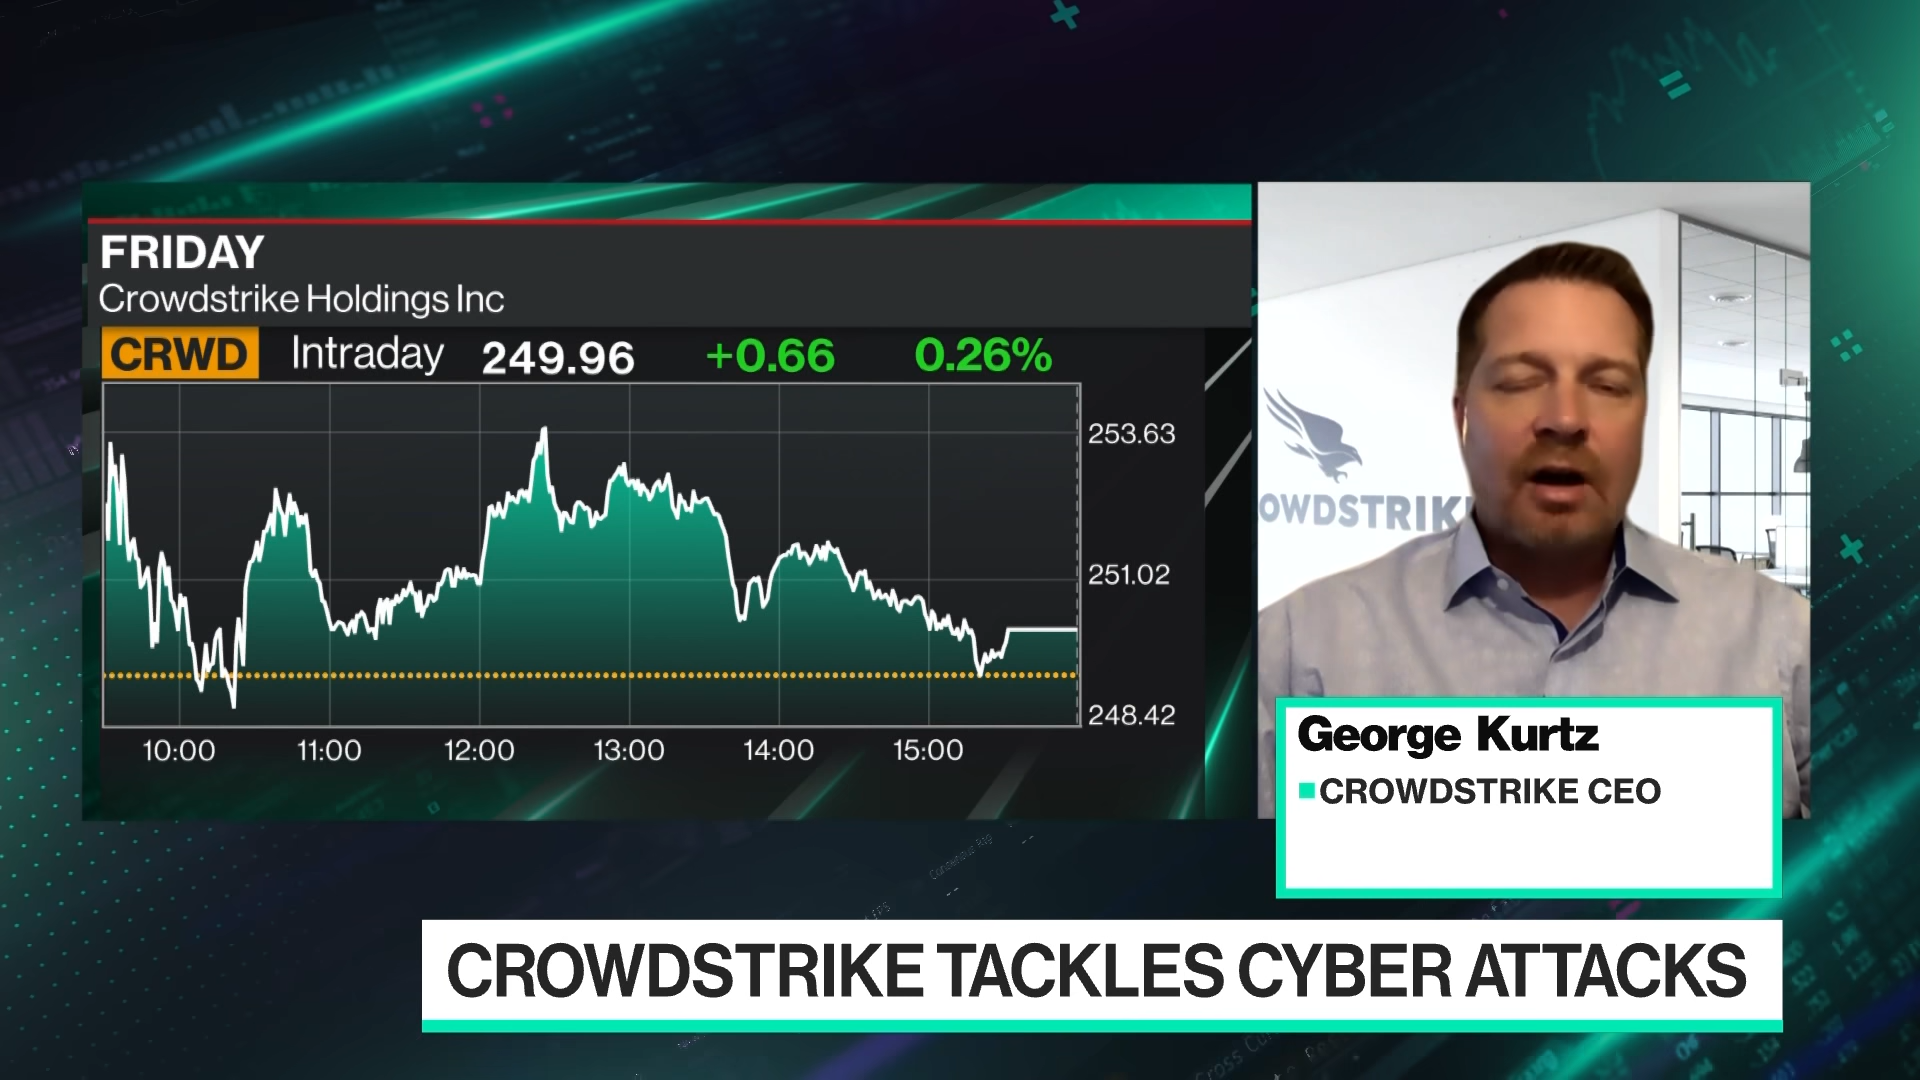 FRIDAY
Crowdstrike Holdings Inc
CRWD Intraday 249.96 +0.66 0.26%
253.63
251.02
248.42
10:00 11:00 12:00 13:00 14:00 15:00
OWDSTRIK
George Kurtz
CROWDSTRIKE CEO
CROWDSTRIKE TACKLES CYBER ATTACKS